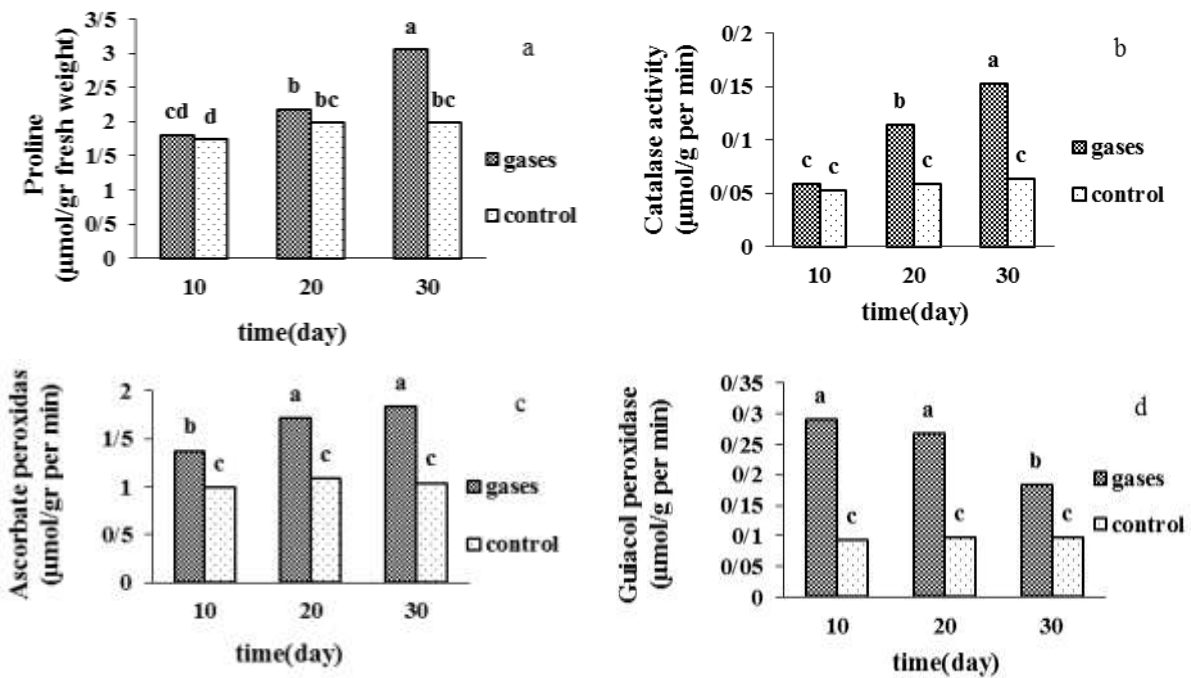 a
Proline
(µmol/gr fresh weight)
3/5
3
2/5
2
1/5
1
0/5
0
cd
d
b
bc
a
bc
gases
control
10
20
30
time(day)
b
Catalase activity
(µmol/g per min)
0/2
0/15
0/1
0/05
0
c
c
b
c
a
c
gases
control
10
20
30
time(day)
c
Ascorbate peroxidas
(µmol/gr per min)
2
1/5
1
0/5
0
b
c
a
c
a
c
gases
control
10
20
30
time(day)
d
Guiacol peroxidase
(µmol/g per min)
0/35
0/3
0/25
0/2
0/15
0/1
0/05
0
a
c
a
c
b
c
gases
control
10
20
30
time(day)